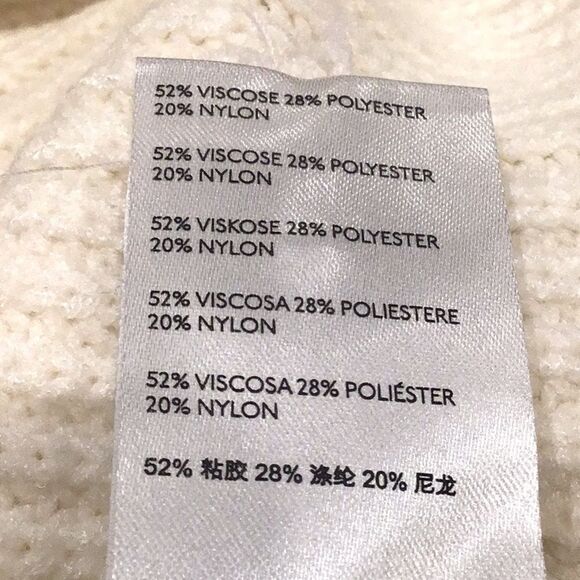 52% VISCOSE 28% POLYESTER
20% NYLON
52% VISCOSE 28% POLYESTER
20% NYLON
52% VISKOSE 28% POLYESTER
20% NYLON
52% VISCOSA 28% POLIESTERE
20% NYLON
52% VISCOSA 28% POLIÉSTER
20% NYLON
52% 粘胶 28% 涤纶 20% 尼龙